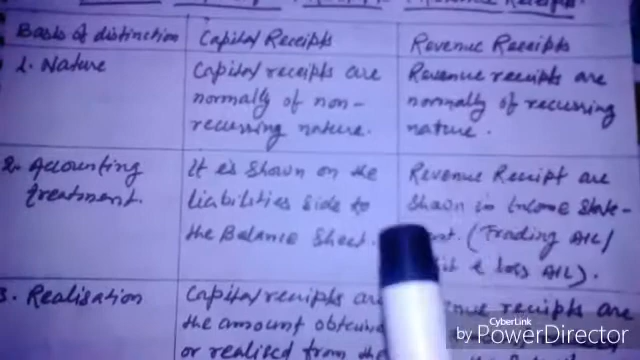 Basis of distinction
Capital Receipts
Revenue Receipts
1. Nature
Capital receipts are
normally of non-
recurring nature.
Revenue receipts are
normally of recurring
nature.
2. Accounting
treatment.
It is shown on the
liabilities side to
the Balance Sheet.
Revenue Receipt are
shown in Income State-
(Trading A/C/
& loss A/C).
3. Realisation
Capital receipts are
the amount
or realised from the
receipts are
CyberLink
by PowerDirector